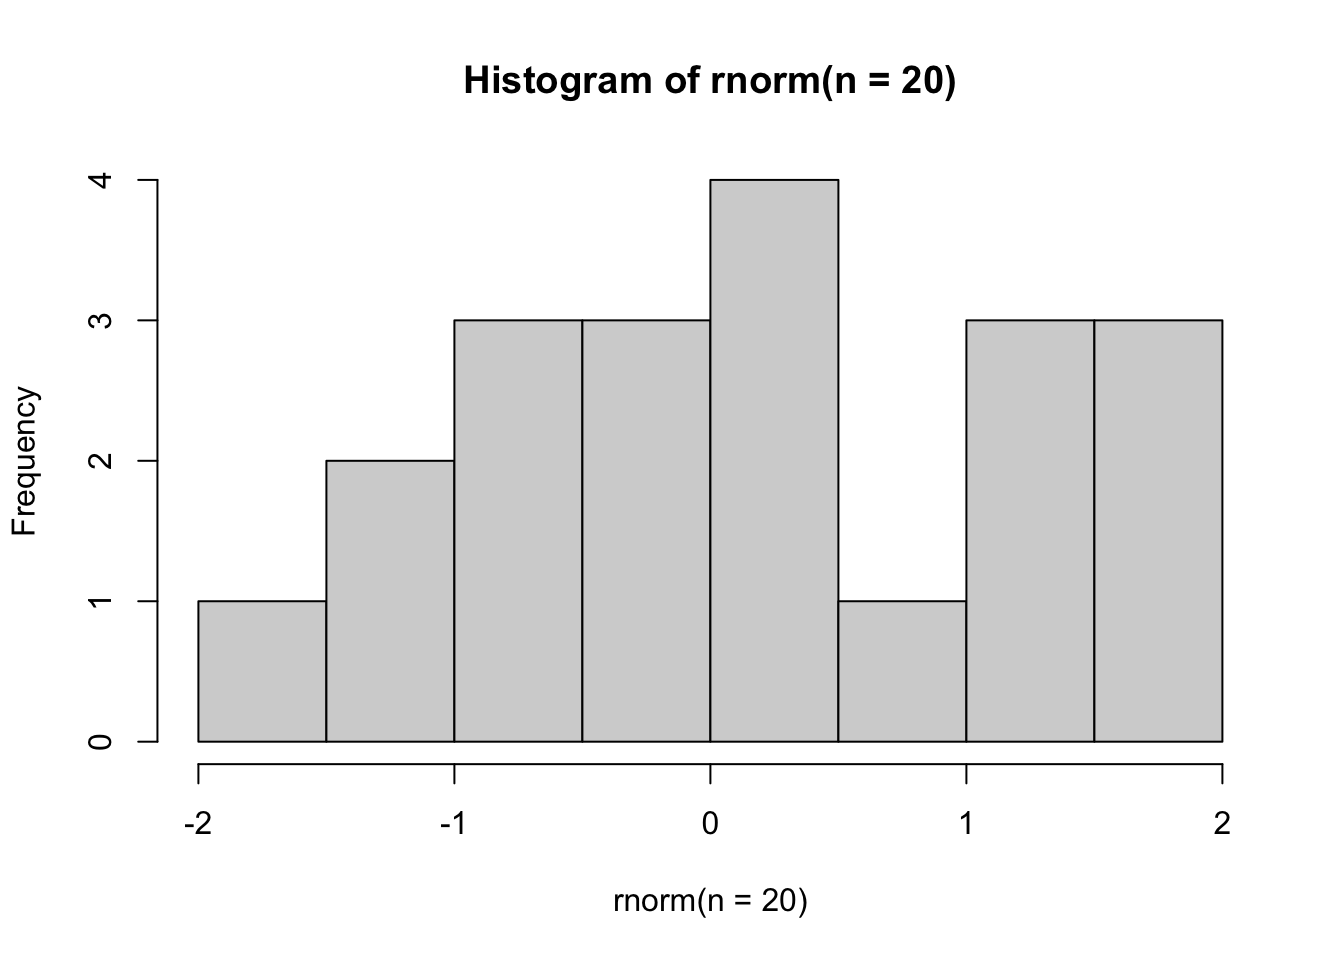 Histogram of rnorm(n = 20)
4
3
2
1
0
Frequency
-2 -1 0 1 2
rnorm(n = 20)